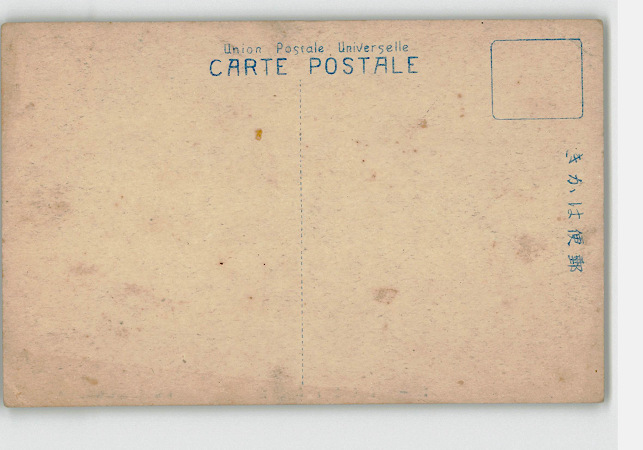 Union Postale Universelle
CARTE POSTALE
きかは便郵